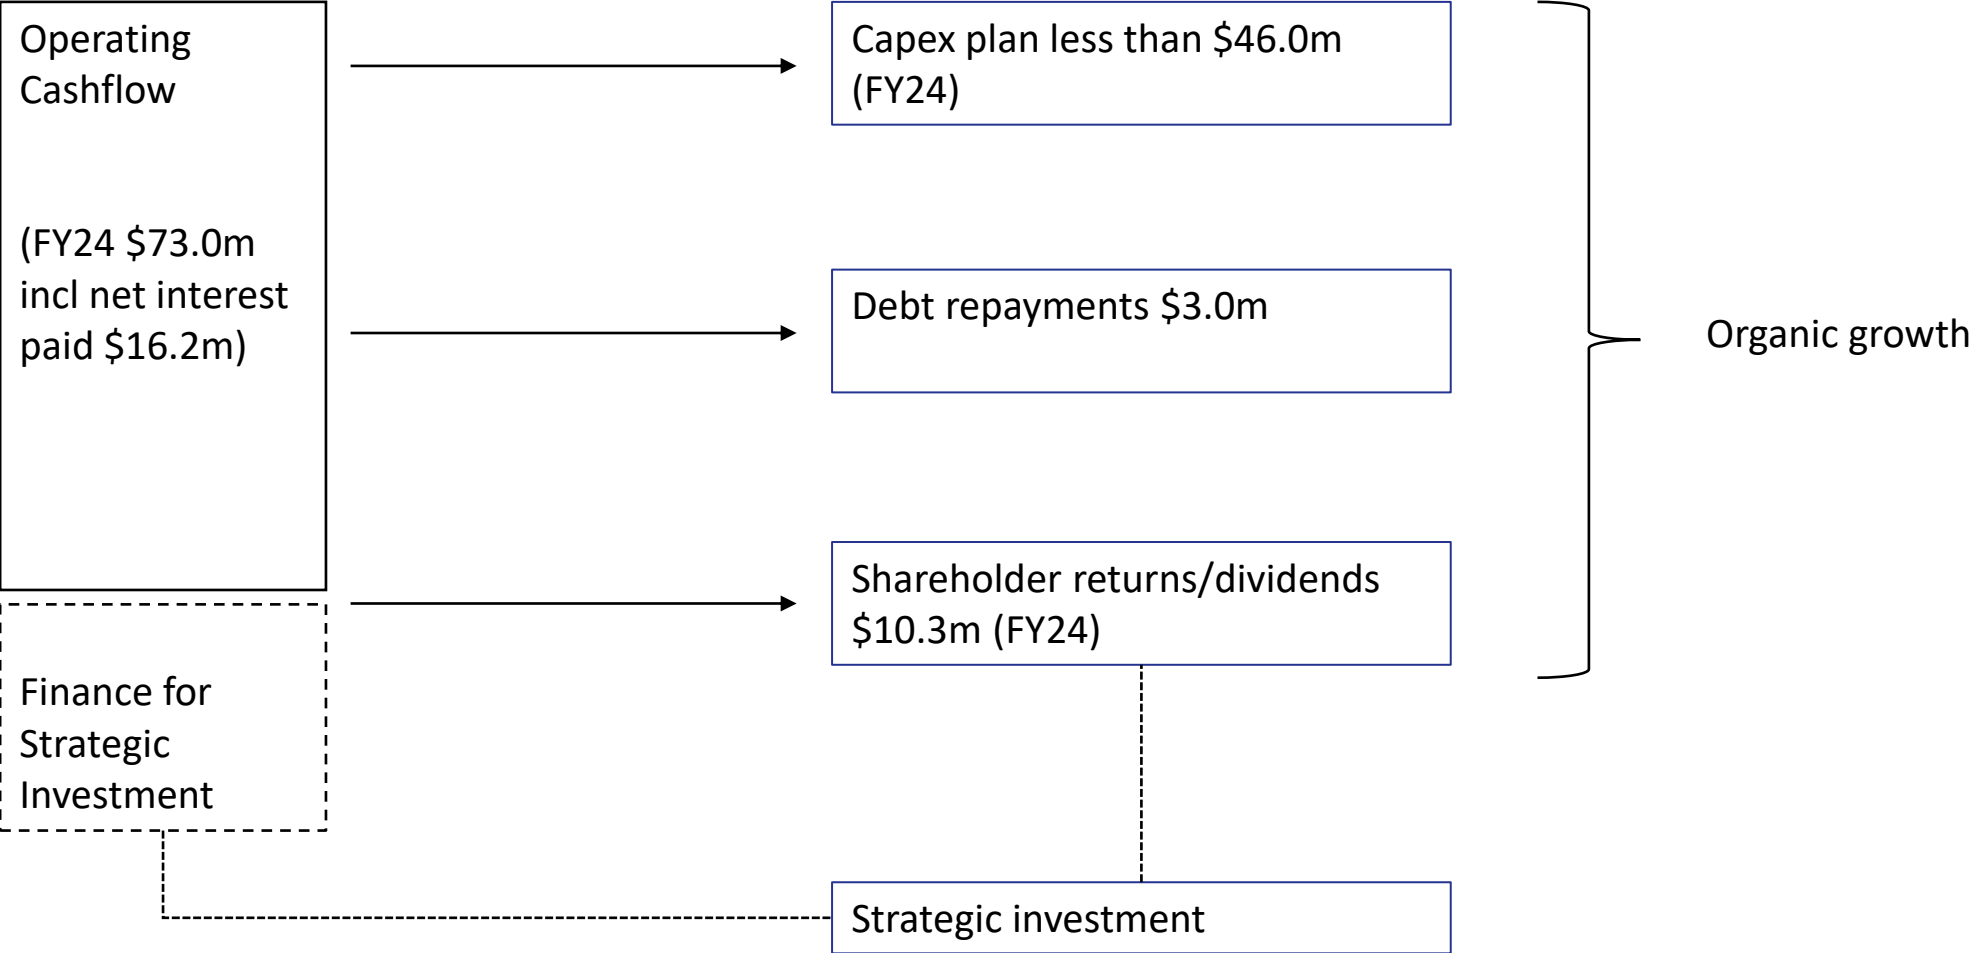 Operating
Cashflow
(FY24 $73.0m
incl net interest
paid $16.2m)
Finance for
Strategic
Investment
Capex plan less than $46.0m
(FY24)
Debt repayments $3.0m
Shareholder returns/dividends
$10.3m (FY24)
Strategic investment
Organic growth